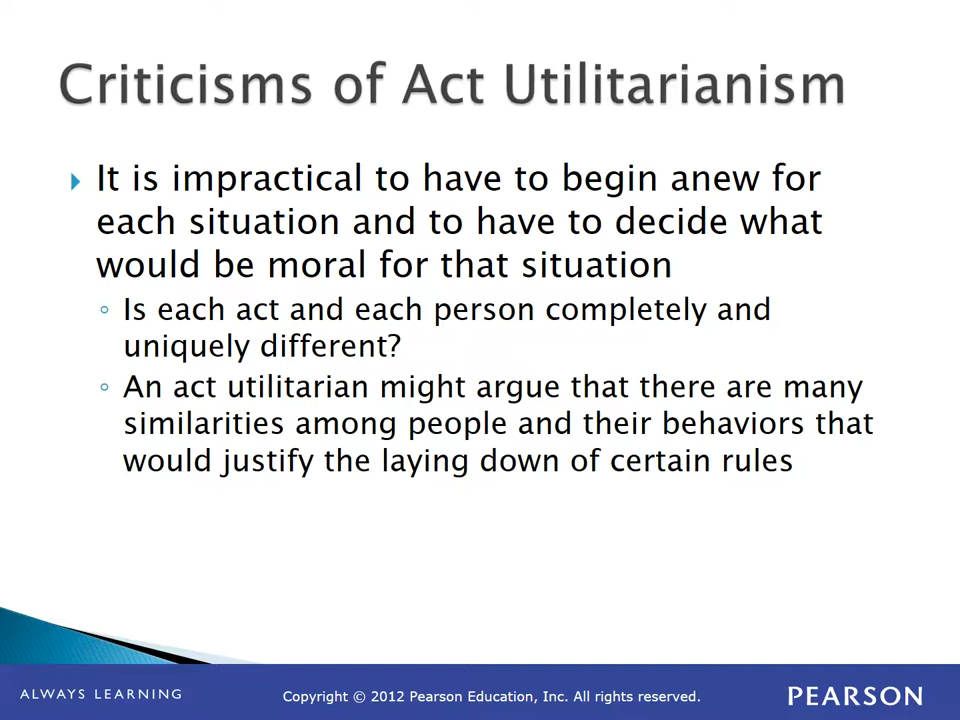 Criticisms of Act Utilitarianism
It is impractical to have to begin anew for
each situation and to have to decide what
would be moral for that situation
Is each act and each person completely and
uniquely different?
An act utilitarian might argue that there are many
similarities among people and their behaviors that
would justify the laying down of certain rules
ALWAYS LEARNING
Copyright © 2012 Pearson Education, Inc. All rights reserved.
PEARSON